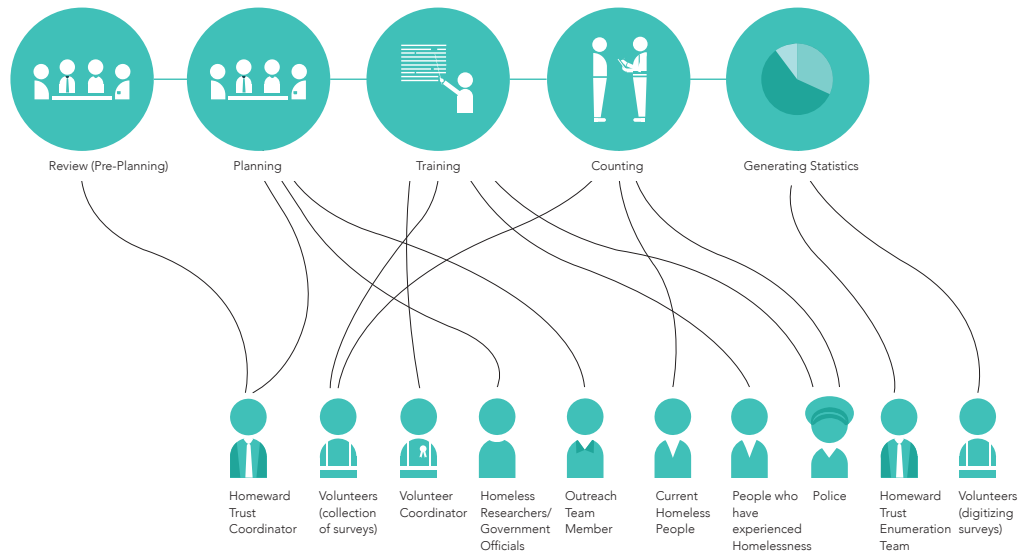 Review (Pre-Planning)
Planning
Training
Counting
Generating Statistics
Homeward
Trust
Coordinator
Volunteers
(collection
of surveys)
Volunteer
Coordinator
Homeless
Researchers/
Government
Officials
Outreach
Team
Member
Current
Homeless
People
People who
have
experienced
Homelessness
Police
Homeward
Trust
Enumeration
Team
Volunteers
(digitizing
surveys)